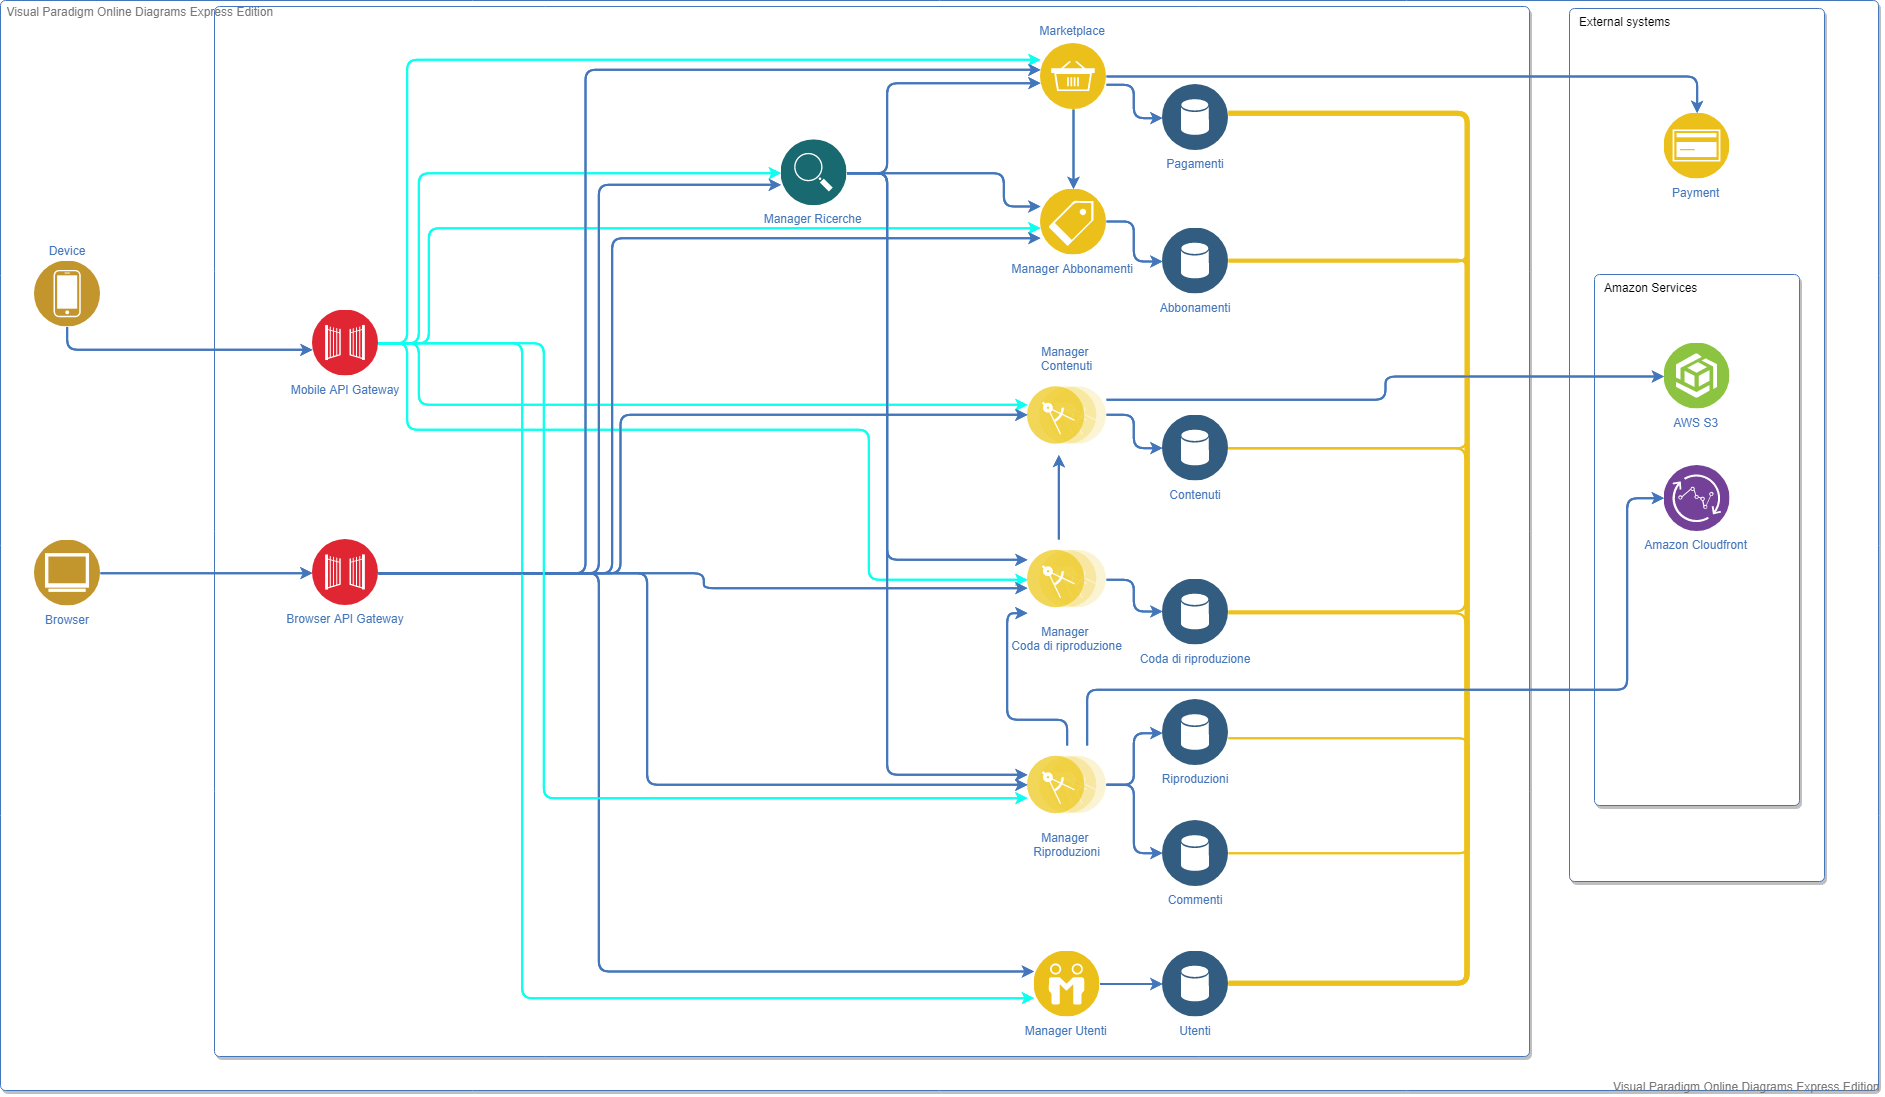 Visual Paradigm Online Diagrams Express Edition
External systems
Marketplace
Pagamenti
Payment
Manager Ricerche
Device
Manager Abbonamenti
Abbonamenti
Amazon Services
Mobile API Gateway
Manager
Contenuti
AWS S3
Contenuti
Amazon Cloudfront
Browser
Browser API Gateway
Manager
Coda di riproduzione
Coda di riproduzione
Riproduzioni
Manager
Riproduzioni
Commenti
Manager Utenti
Utenti
Visual Paradigm Online Diagrams Express Edition